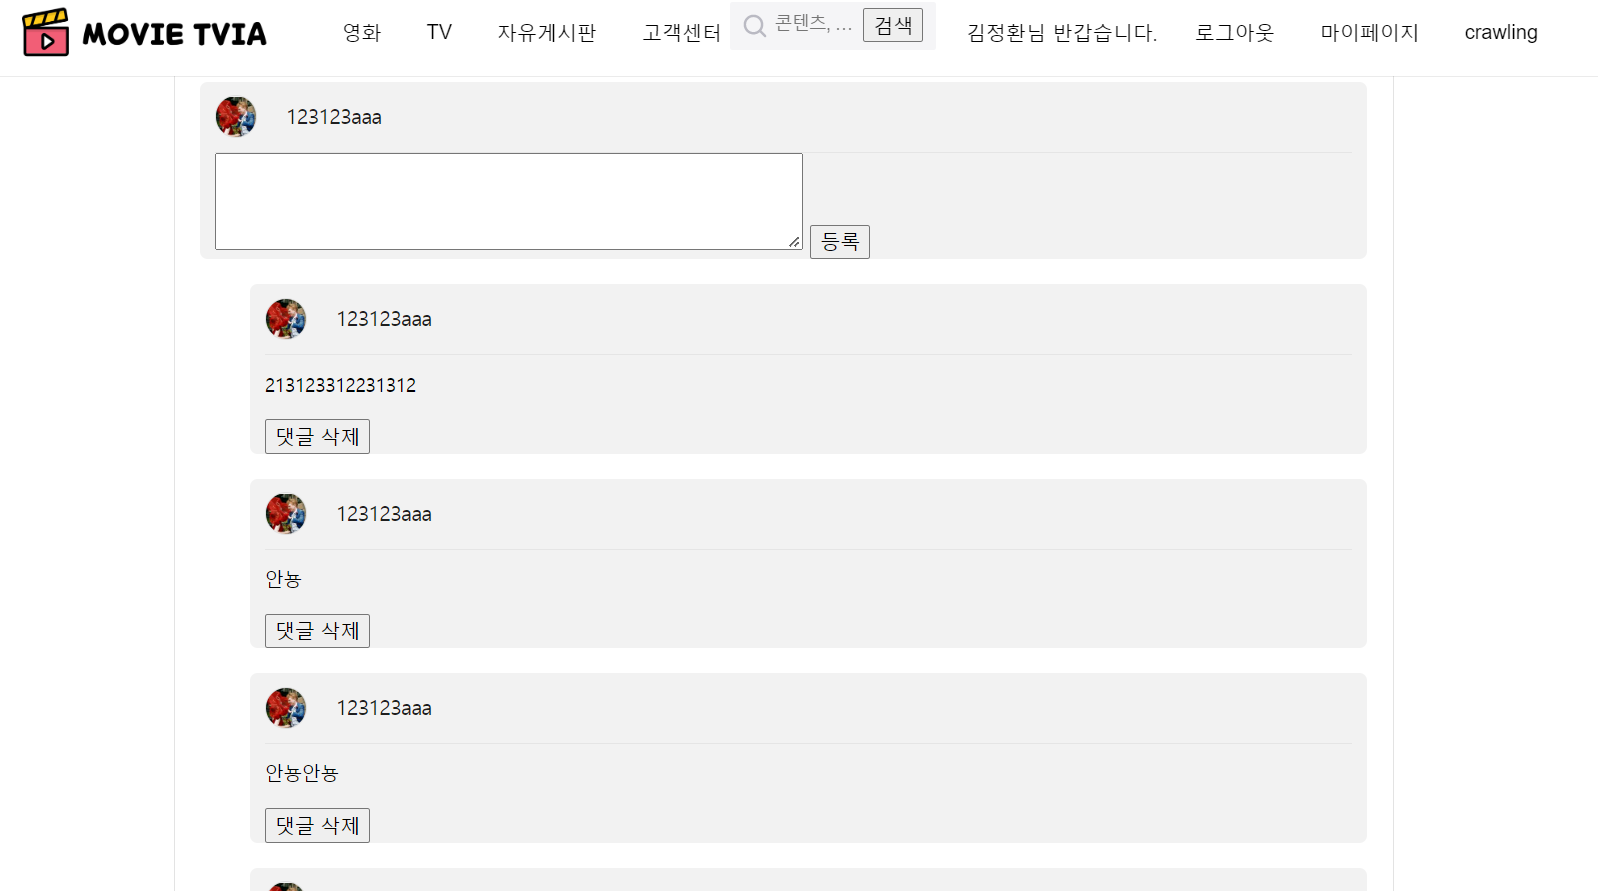 MOVIE TVIA 영화 TV 자유게시판 고객센터 콘텐츠, ... 검색 김정환님 반갑습니다. 로그아웃 마이페이지 crawling
123123aaa
등록
123123aaa
213123312231312
댓글 삭제
123123aaa
안뇽
댓글 삭제
123123aaa
안뇽안뇽
댓글 삭제